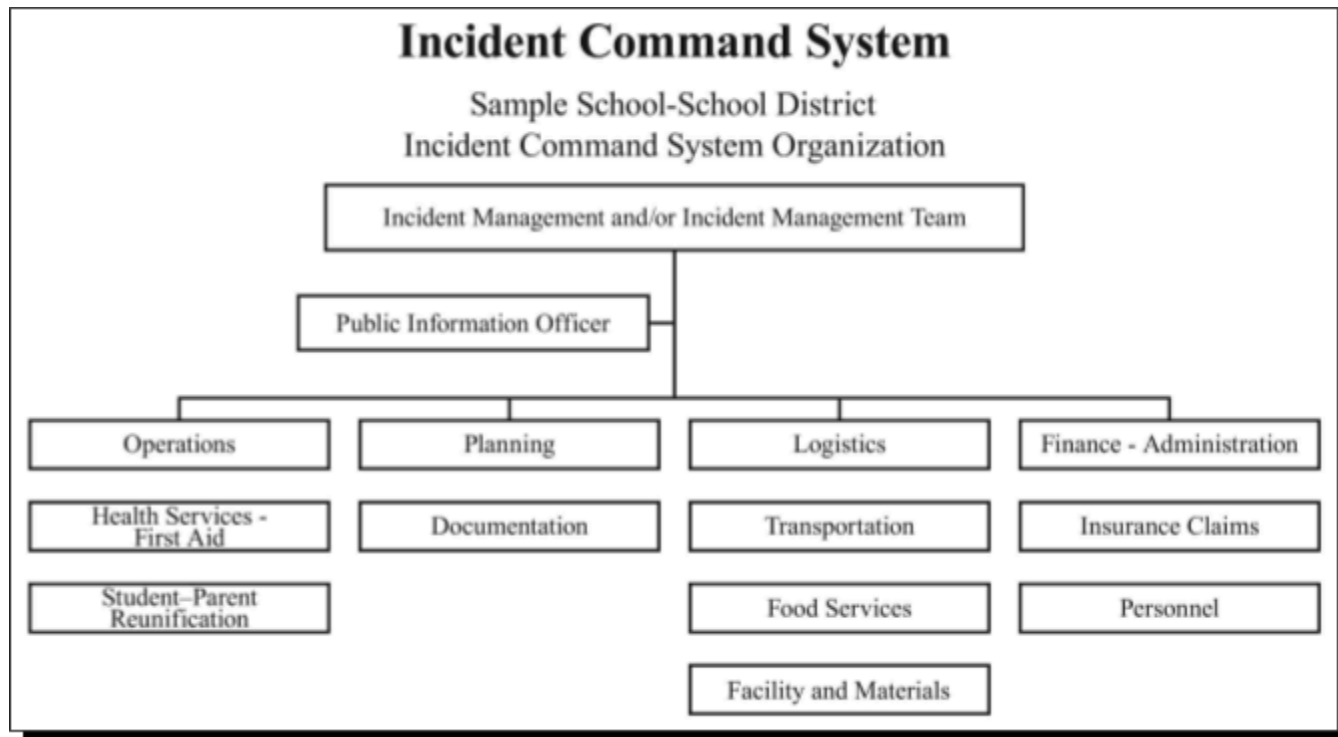 Incident Command System
Sample School-School District
Incident Command System Organization
Incident Management and/or Incident Management Team
Public Information Officer
Operations
Planning
Logistics
Finance - Administration
Health Services -
First Aid
Documentation
Transportation
Insurance Claims
Student–Parent
Reunification
Food Services
Personnel
Facility and Materials